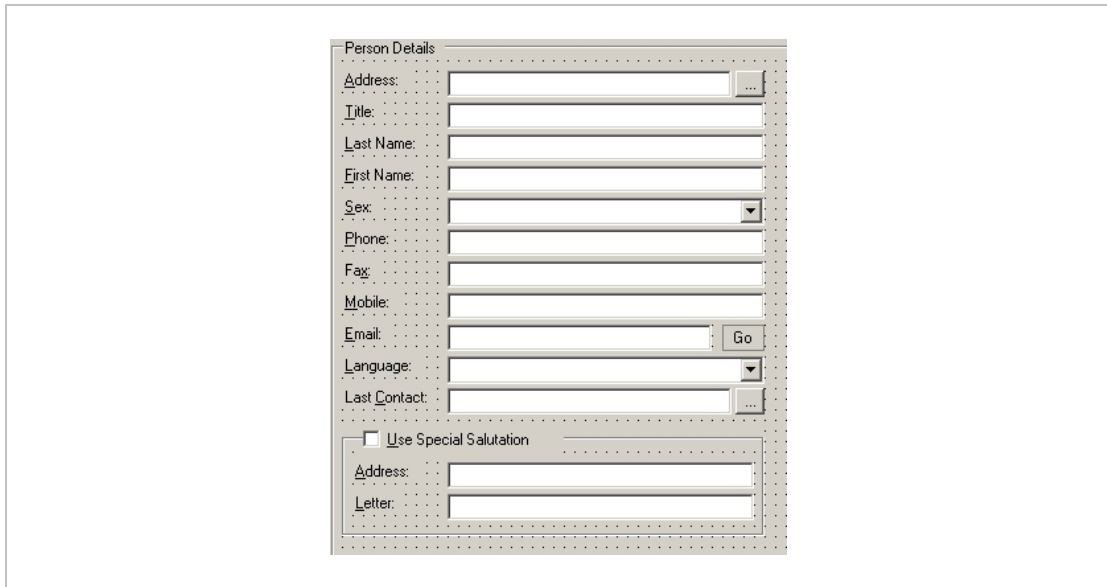 Person Details
Address: ...
Title:
Last Name:
First Name:
Sex:
Phone:
Fax:
Mobile:
Email: Go
Language:
Last Contact: ...
Use Special Salutation
Address:
Letter: